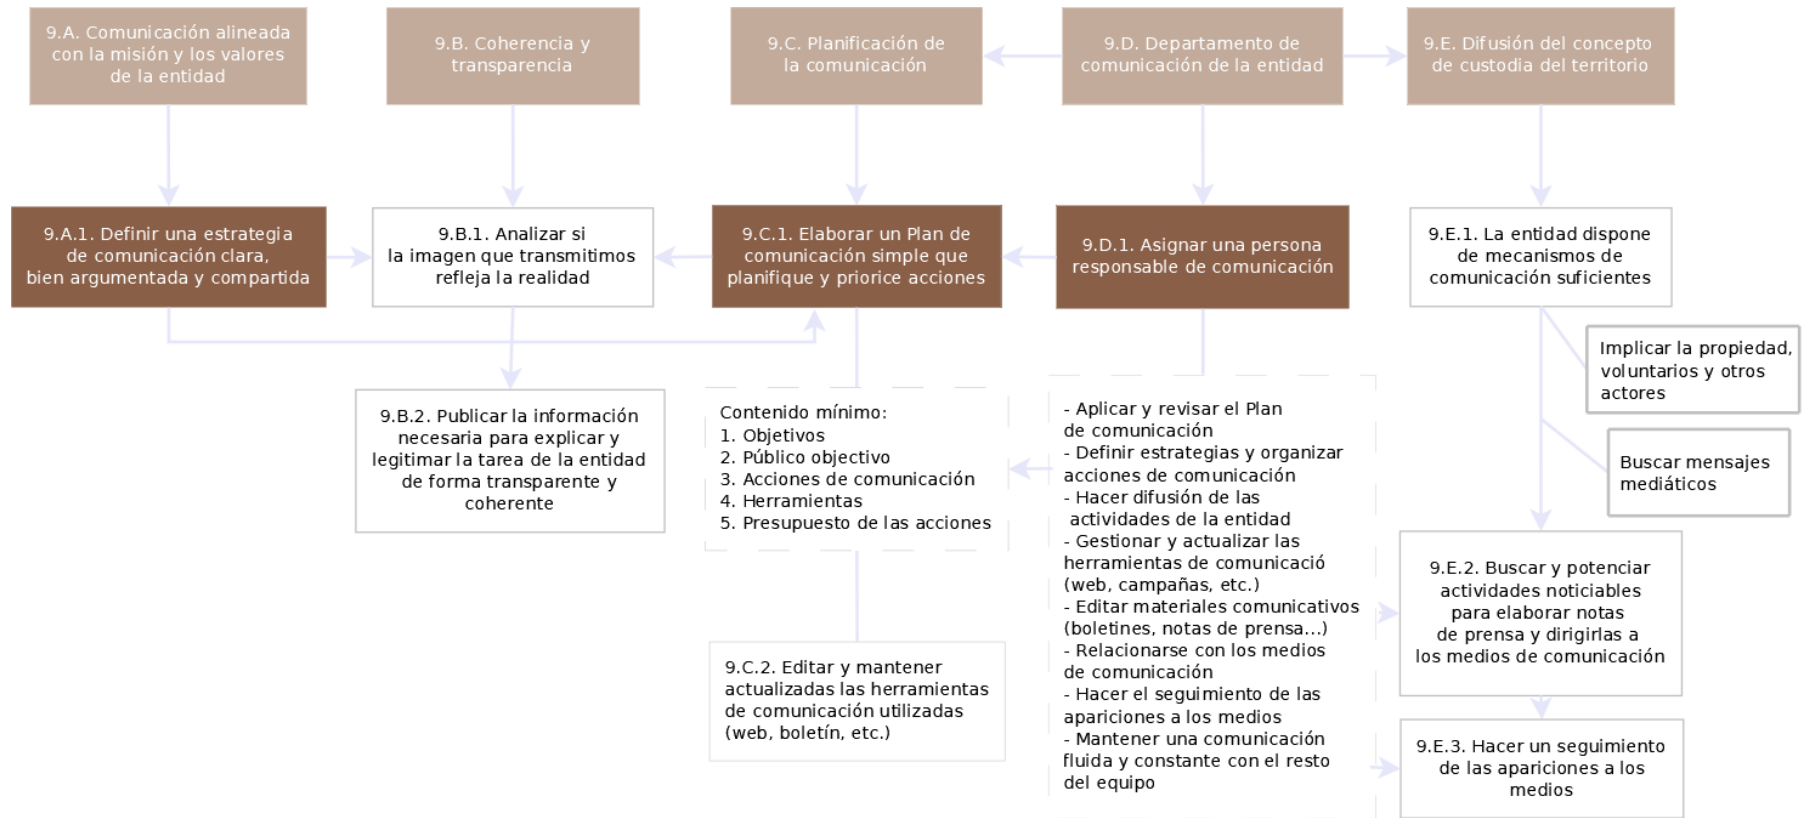 9.A. Comunicación alineada
con la misión y los valores
de la entidad
9.B. Coherencia y
transparencia
9.C. Planificación de
la comunicación
9.D. Departamento de
comunicación de la entidad
9.E. Difusión del concepto
de custodia del territorio
9.A.1. Definir una estrategia
de comunicación clara,
bien argumentada y compartida
9.B.1. Analizar si
la imagen que transmitimos
refleja la realidad
9.C.1. Elaborar un Plan de
comunicación simple que
planifique y priorice acciones
9.D.1. Asignar una persona
responsable de comunicación
9.E.1. La entidad dispone
de mecanismos de
comunicación suficientes
Implicar la propiedad,
voluntarios y otros
actores
Buscar mensajes
mediáticos
9.B.2. Publicar la información
necesaria para explicar y
legitimar la tarea de la entidad
de forma transparente y
coherente
Contenido mínimo:
1. Objetivos
2. Público objectivo
3. Acciones de comunicación
4. Herramientas
5. Presupuesto de las acciones
- Aplicar y revisar el Plan
de comunicación
- Definir estrategias y organizar
acciones de comunicación
- Hacer difusión de las
actividades de la entidad
- Gestionar y actualizar las
herramientas de comunicació
(web, campañas, etc.)
- Editar materiales comunicativos
(boletines, notas de prensa...)
- Relacionarse con los medios
de comunicación
- Hacer el seguimiento de las
apariciones a los medios
- Mantener una comunicación
fluida y constante con el resto
del equipo
9.E.2. Buscar y potenciar
actividades noticiables
para elaborar notas
de prensa y dirigirlas a
los medios de comunicación
9.C.2. Editar y mantener
actualizadas las herramientas
de comunicación utilizadas
(web, boletín, etc.)
9.E.3. Hacer un seguimiento
de las apariciones a los
medios